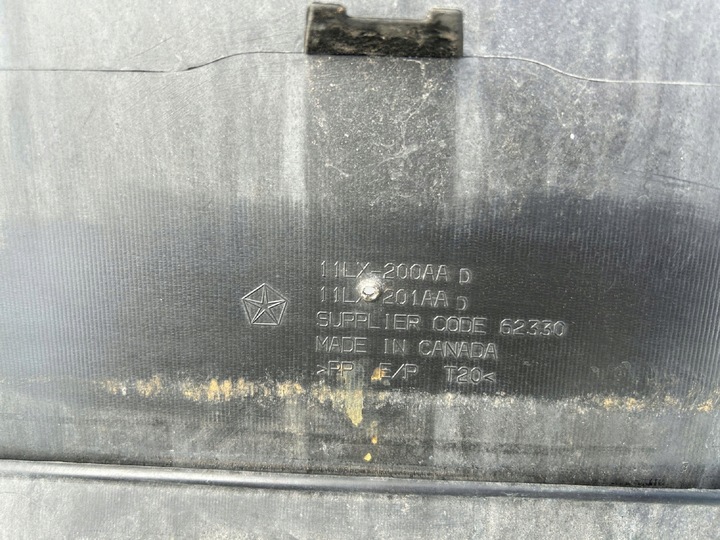 11LX-200AA D
11LX-201AA D
SUPPLIER CODE 62330
MADE IN CANADA
>PP E/P T20<